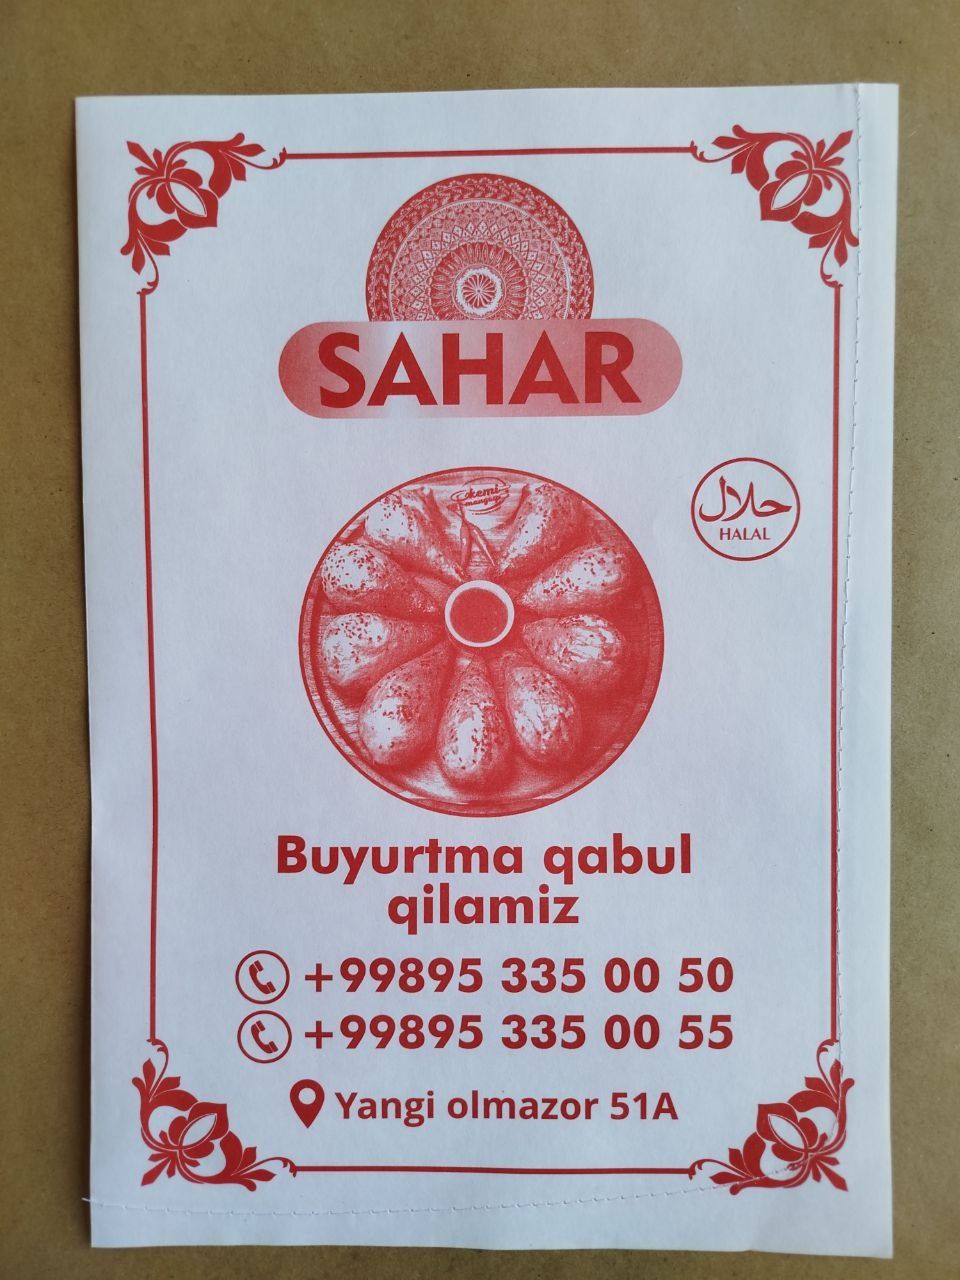 SAHAR
حلال
HALAL
Buyurtma qabul
qilamiz
+99895 335 00 50
+99895 335 00 55
Yangi olmazor 51A